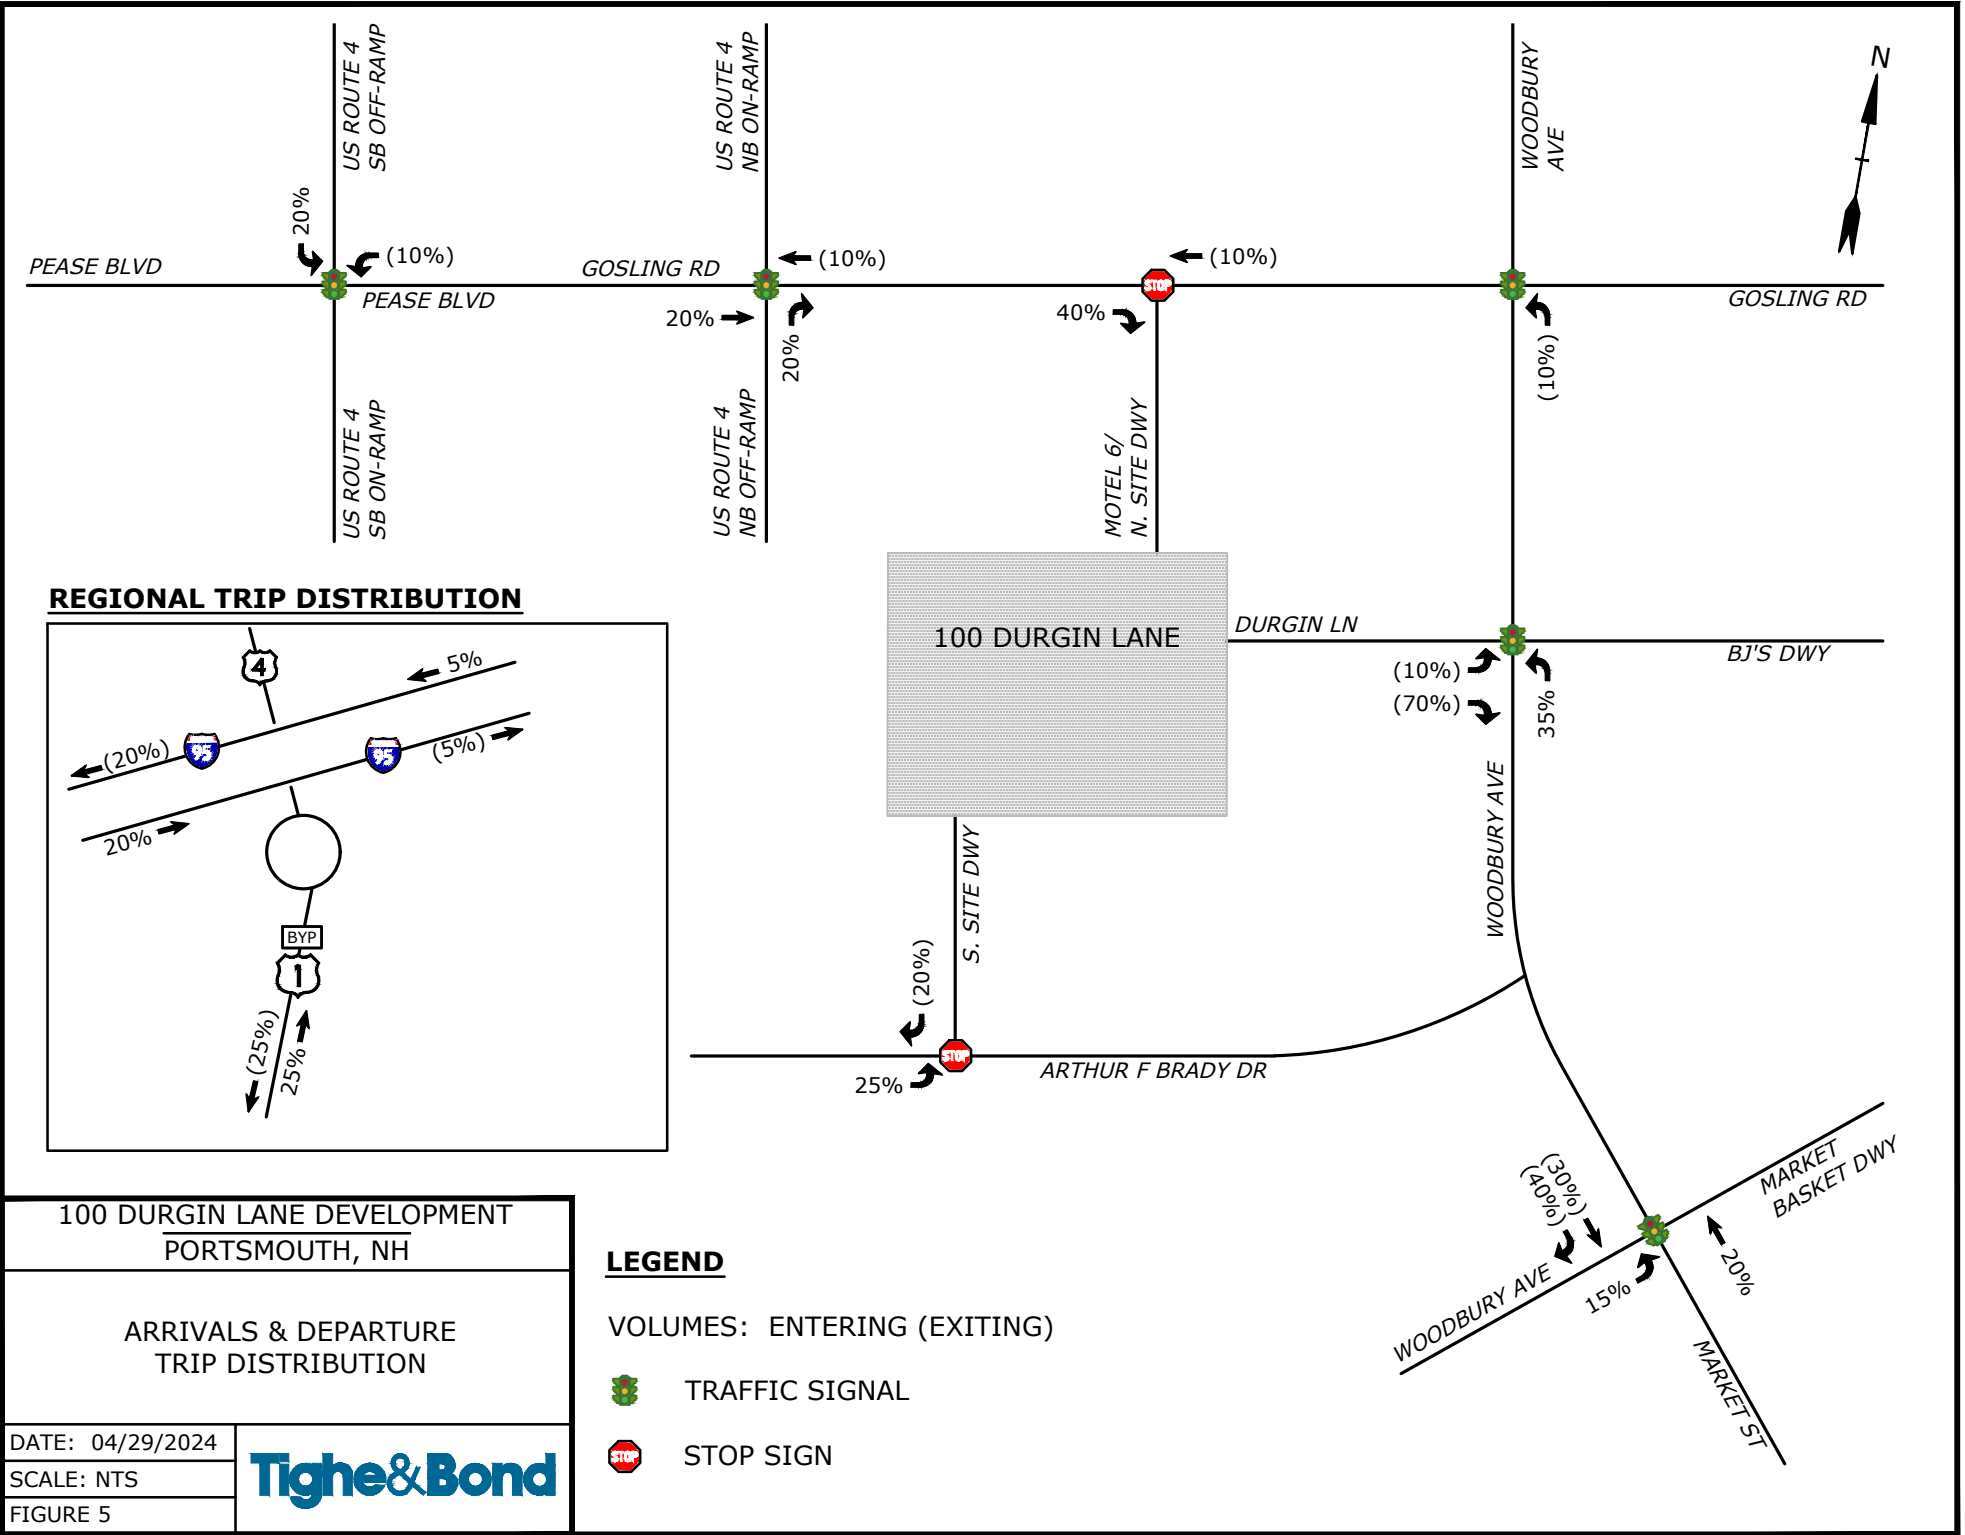 US ROUTE 4
SB OFF-RAMP
US ROUTE 4
NB ON-RAMP
WOODBURY
AVE
N
20%
(10%)
(10%)
(10%)
PEASE BLVD
PEASE BLVD
GOSLING RD
STOP
GOSLING RD
20%
20%
40%
(10%)
US ROUTE 4
SB ON-RAMP
US ROUTE 4
NB OFF-RAMP
MOTEL 6/
N. SITE DWY
100 DURGIN LANE
DURGIN LN
BJ'S DWY
(10%)
(70%)
35%
WOODBURY AVE
S. SITE DWY
(20%)
25%
STOP
ARTHUR F BRADY DR
(30%)
(40%)
15%
20%
MARKET
BASKET DWY
WOODBURY AVE
MARKET ST
REGIONAL TRIP DISTRIBUTION
4
5%
(20%)
95
95
(5%)
20%
BYP
1
(25%)
25%
100 DURGIN LANE DEVELOPMENT
PORTSMOUTH, NH
ARRIVALS & DEPARTURE
TRIP DISTRIBUTION
DATE: 04/29/2024
SCALE: NTS
FIGURE 5
Tighe&Bond
LEGEND
VOLUMES: ENTERING (EXITING)
TRAFFIC SIGNAL
STOP
STOP SIGN